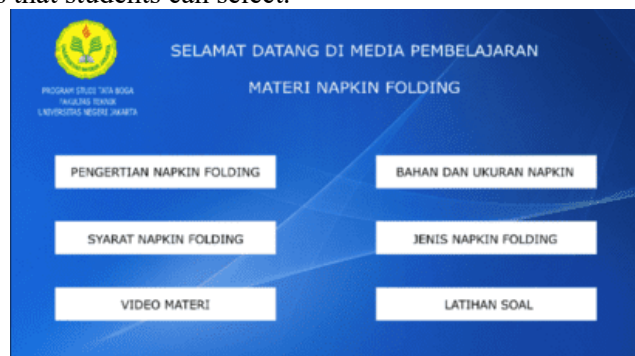 s that students can select.
SELAMAT DATANG DI MEDIA PEMBELAJARAN
MATERI NAPKIN FOLDING
PROGRAM STUDI TATA BOGA
FAKULTAS TEKNIK
UNIVERSITAS NEGERI JAKARTA
PENGERTIAN NAPKIN FOLDING
BAHAN DAN UKURAN NAPKIN
SYARAT NAPKIN FOLDING
JENIS NAPKIN FOLDING
VIDEO MATERI
LATIHAN SOAL